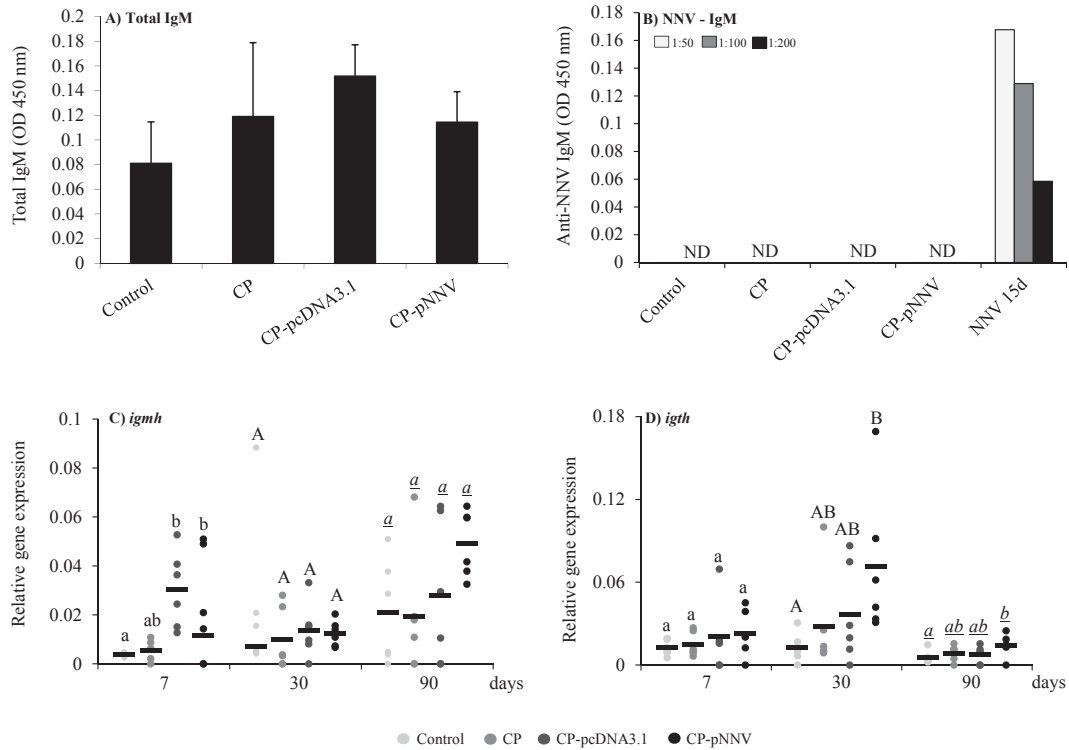 A) Total IgM
Total IgM (OD 450 nm)
0.2
0.18
0.16
0.14
0.12
0.1
0.08
0.06
0.04
0.02
0
Control
CP
CP-pcDNA3.1
CP-pNNV
B) NNV - IgM
1:50 1:100 1:200
Anti-NNV IgM (OD 450 nm)
0.18
0.16
0.14
0.12
0.1
0.08
0.06
0.04
0.02
0
ND ND ND ND
Control
CP
CP-pcDNA3.1
CP-pNNV
NNV 15d
C) igmh
Relative gene expression
0.1
0.08
0.06
0.04
0.02
0
a ab b b
A A A A
a a a a
7 30 90 days
D) igth
Relative gene expression
0.18
0.12
0.06
0
a a a a
A AB AB B
a ab ab b
7 30 90 days
Control CP CP-pcDNA3.1 CP-pNNV